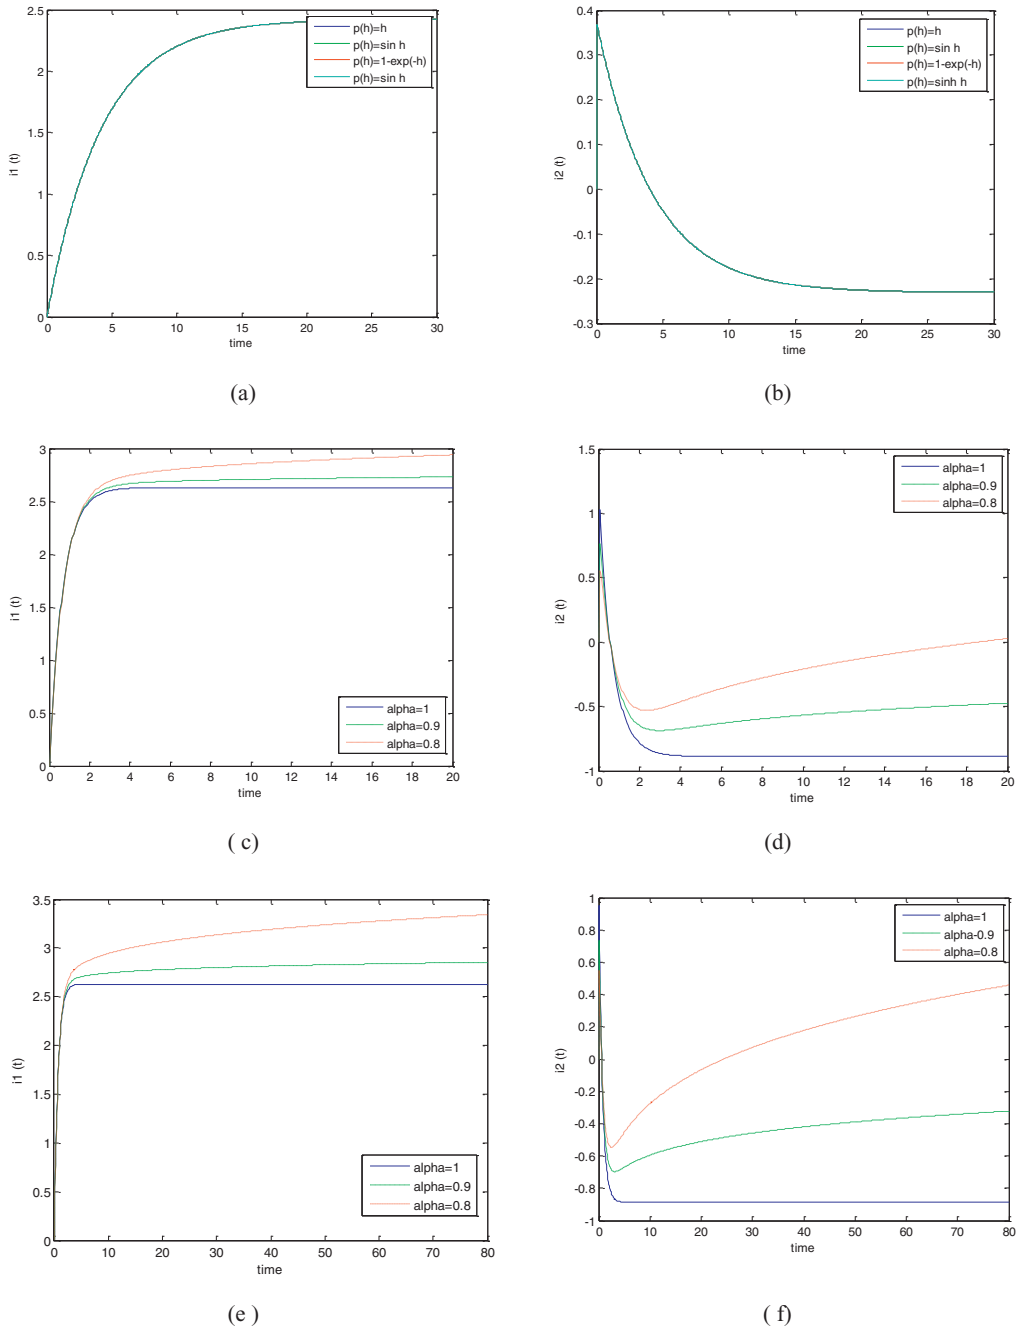 2.5
2
1.5
1
0.5
0
i1 (t)
p(h)=h
p(h)=sin h
p(h)=1-exp(-h)
p(h)=sin h
0 5 10 15 20 25 30
time
(a)
0.4
0.3
0.2
0.1
0
-0.1
-0.2
-0.3
i2 (t)
p(h)=h
p(h)=sin h
p(h)=1-exp(-h)
p(h)=sinh h
0 5 10 15 20 25 30
time
(b)
3
2.5
2
1.5
1
0.5
0
i1 (t)
alpha=1
alpha=0.9
alpha=0.8
0 2 4 6 8 10 12 14 16 18 20
time
( c)
1.5
1
0.5
0
-0.5
-1
i2 (t)
alpha=1
alpha=0.9
alpha=0.8
0 2 4 6 8 10 12 14 16 18 20
time
(d)
3.5
3
2.5
2
3.5
1
0.5
0
i1 (t)
alpha=1
alpha=0.9
alpha=0.8
0 10 20 30 40 50 60 70 80
time
(e )
1
0.8
0.6
0.4
0.2
0
-0.2
-0.4
-0.6
-0.8
-1
i2 (t)
alpha=1
alpha-0.9
alpha=0.8
0 10 20 30 40 50 60 70 80
time
( f)